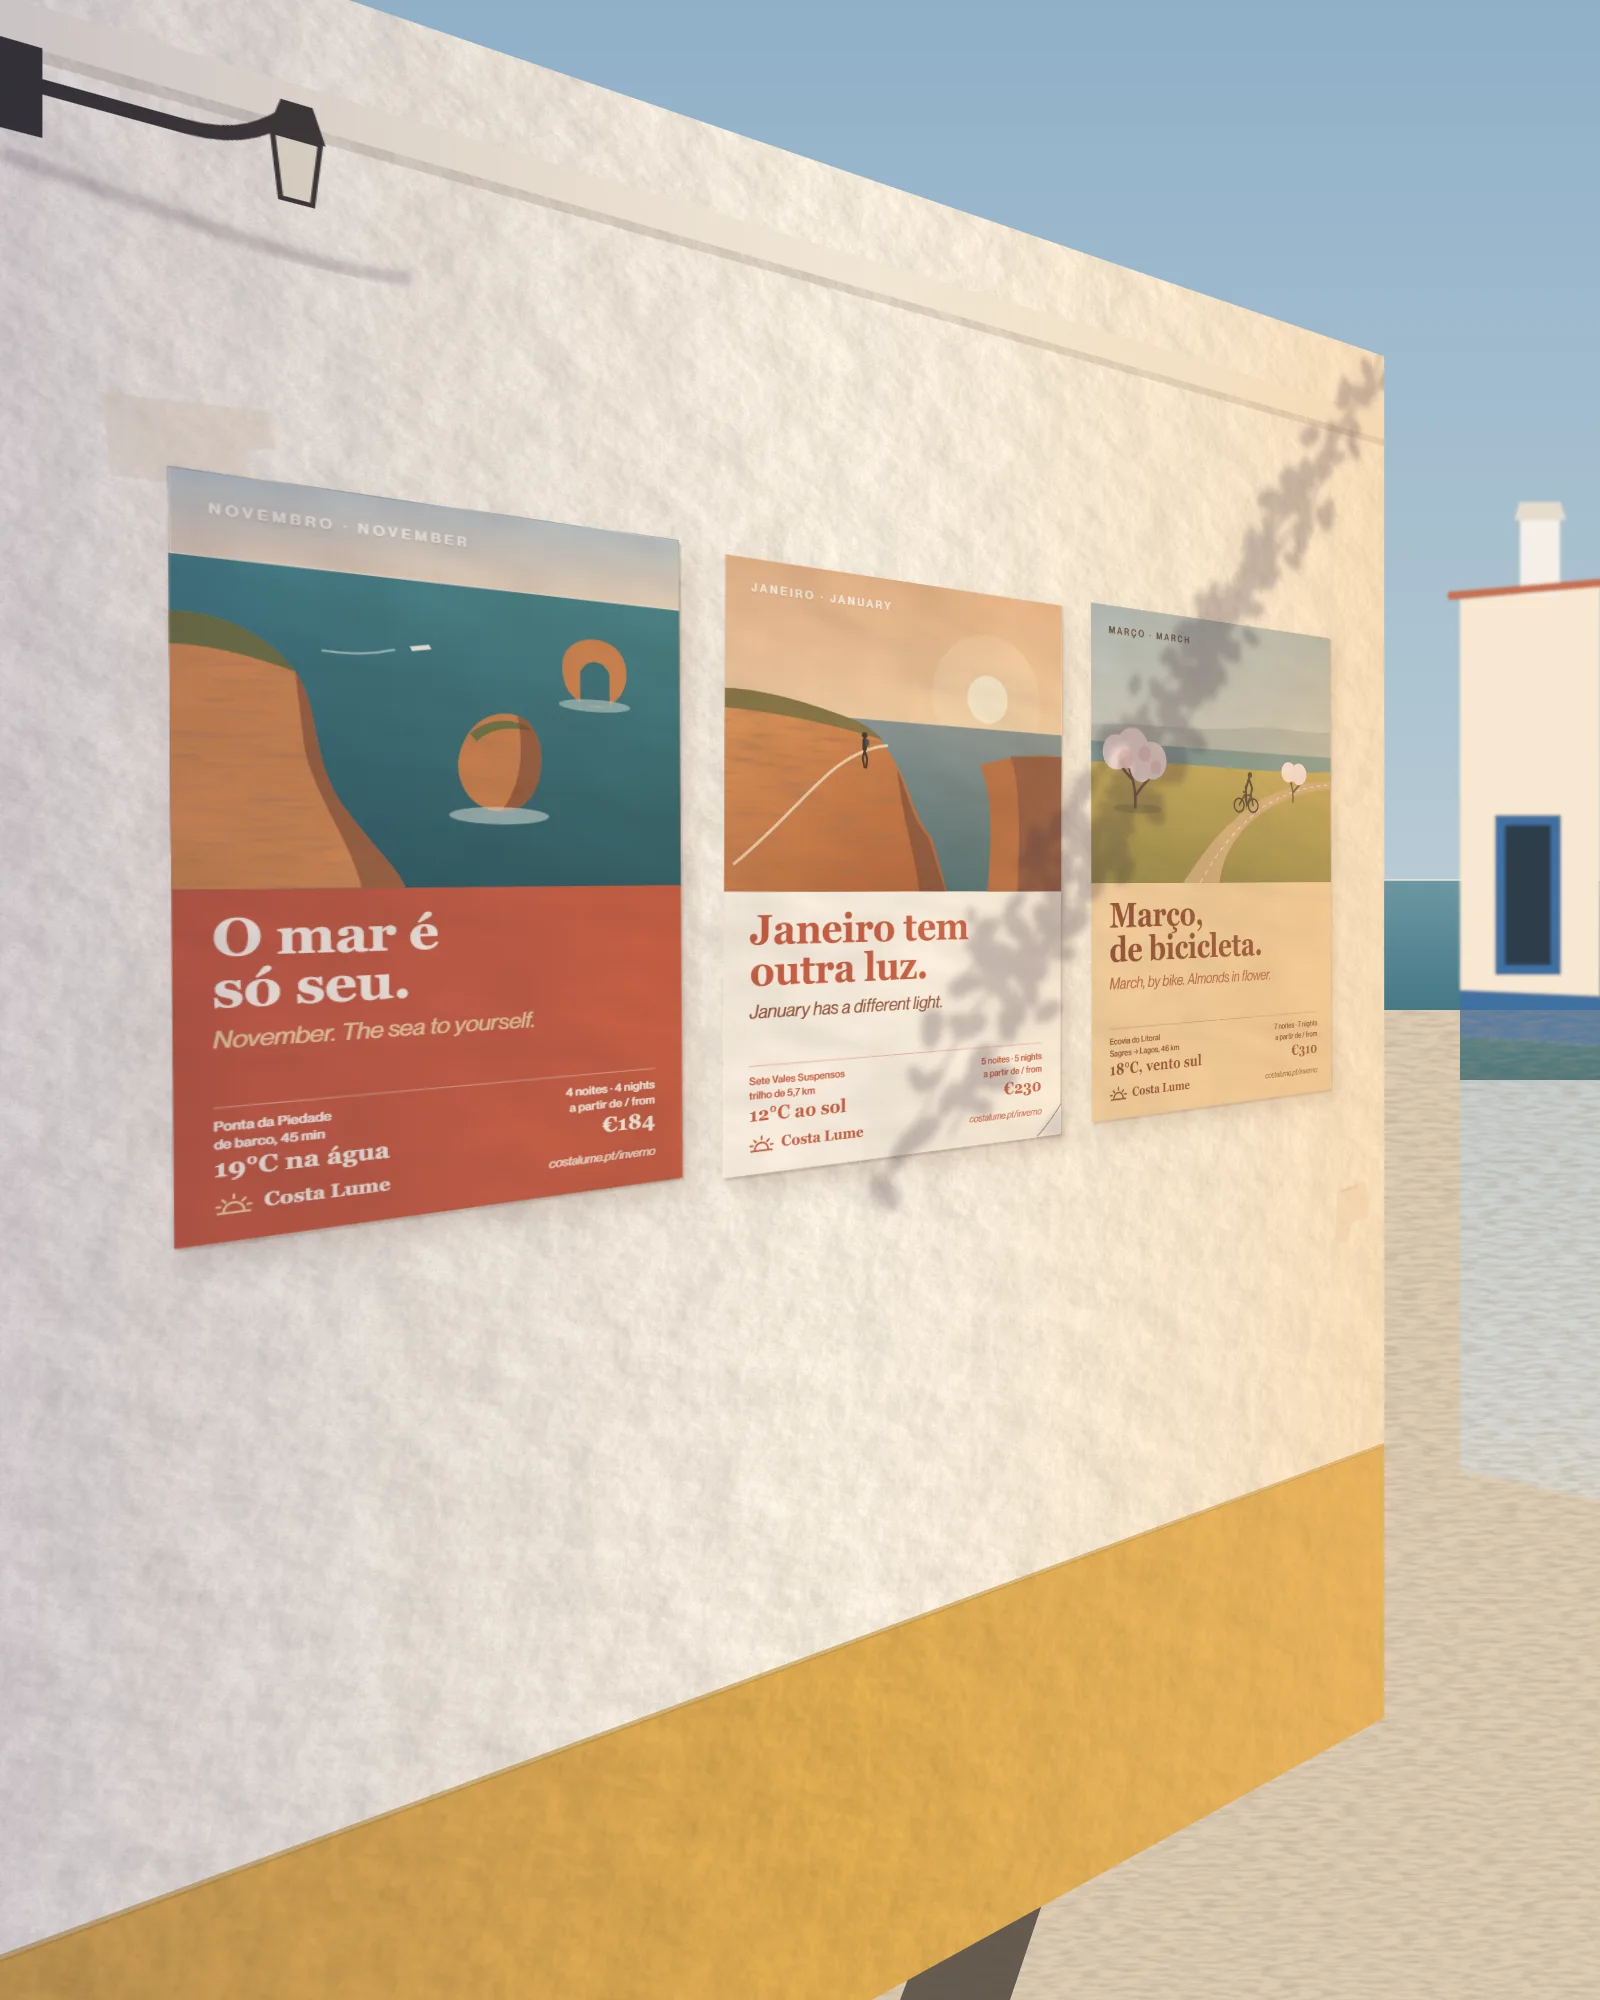 NOVEMBRO · NOVEMBER
O mar é
só seu.
November. The sea to yourself.
Ponta da Piedade
de barco, 45 min
19°C na água
Costa Lume
4 noites · 4 nights
a partir de / from
€184
costalume.pt/inverno
JANEIRO · JANUARY
Janeiro tem
outra luz.
January has a different light.
Sete Vales Suspensos
trilho de 5,7 km
12°C ao sol
Costa Lume
5 noites · 5 nights
a partir de / from
€230
costalume.pt/inverno
MARÇO · MARCH
Março,
de bicicleta.
March, by bike. Almonds in flower.
Ecovia do Litoral
Sagres → Lagos, 46 km
18°C, vento sul
Costa Lume
7 noites · 7 nights
a partir de / from
€310
costalume.pt/inverno